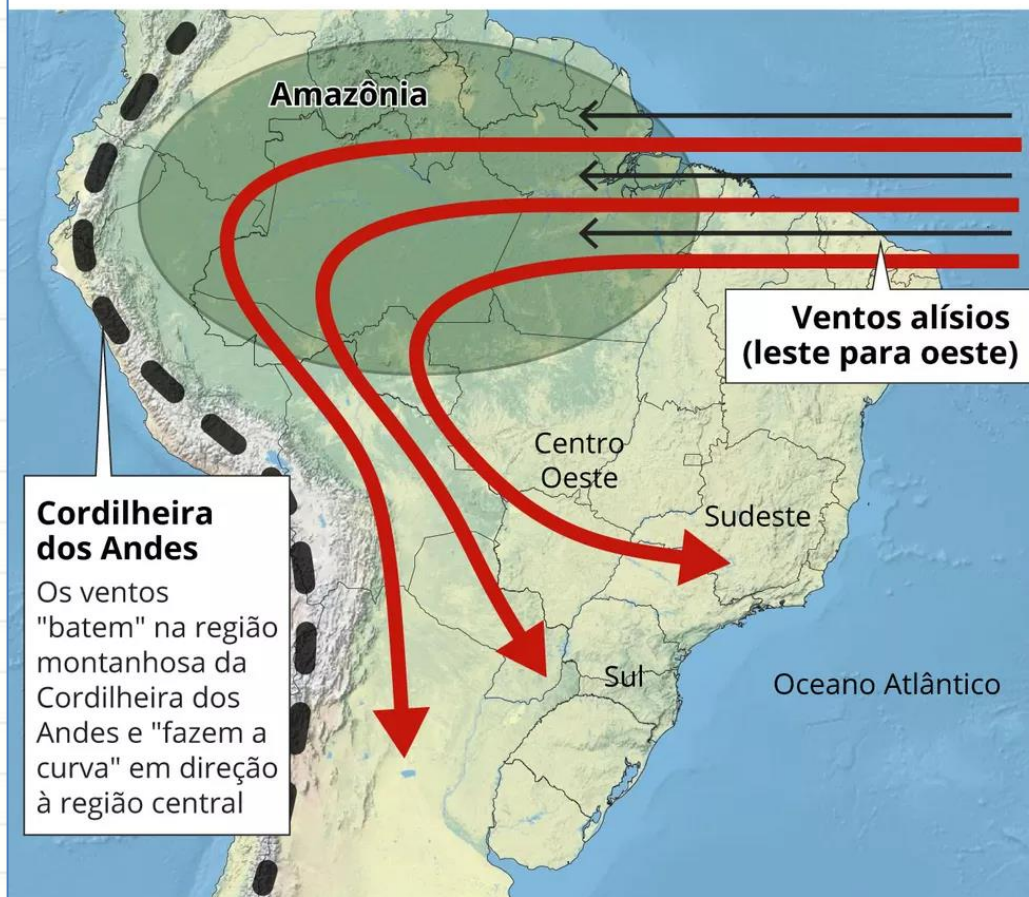 Amazônia
Ventos alísios
(leste para oeste)
Centro
Oeste
Sudeste
Cordilheira
dos Andes
Os ventos
"batem" na região
montanhosa da
Cordilheira dos
Andes e "fazem a
curva" em direção
à região central
Sul
Oceano Atlântico